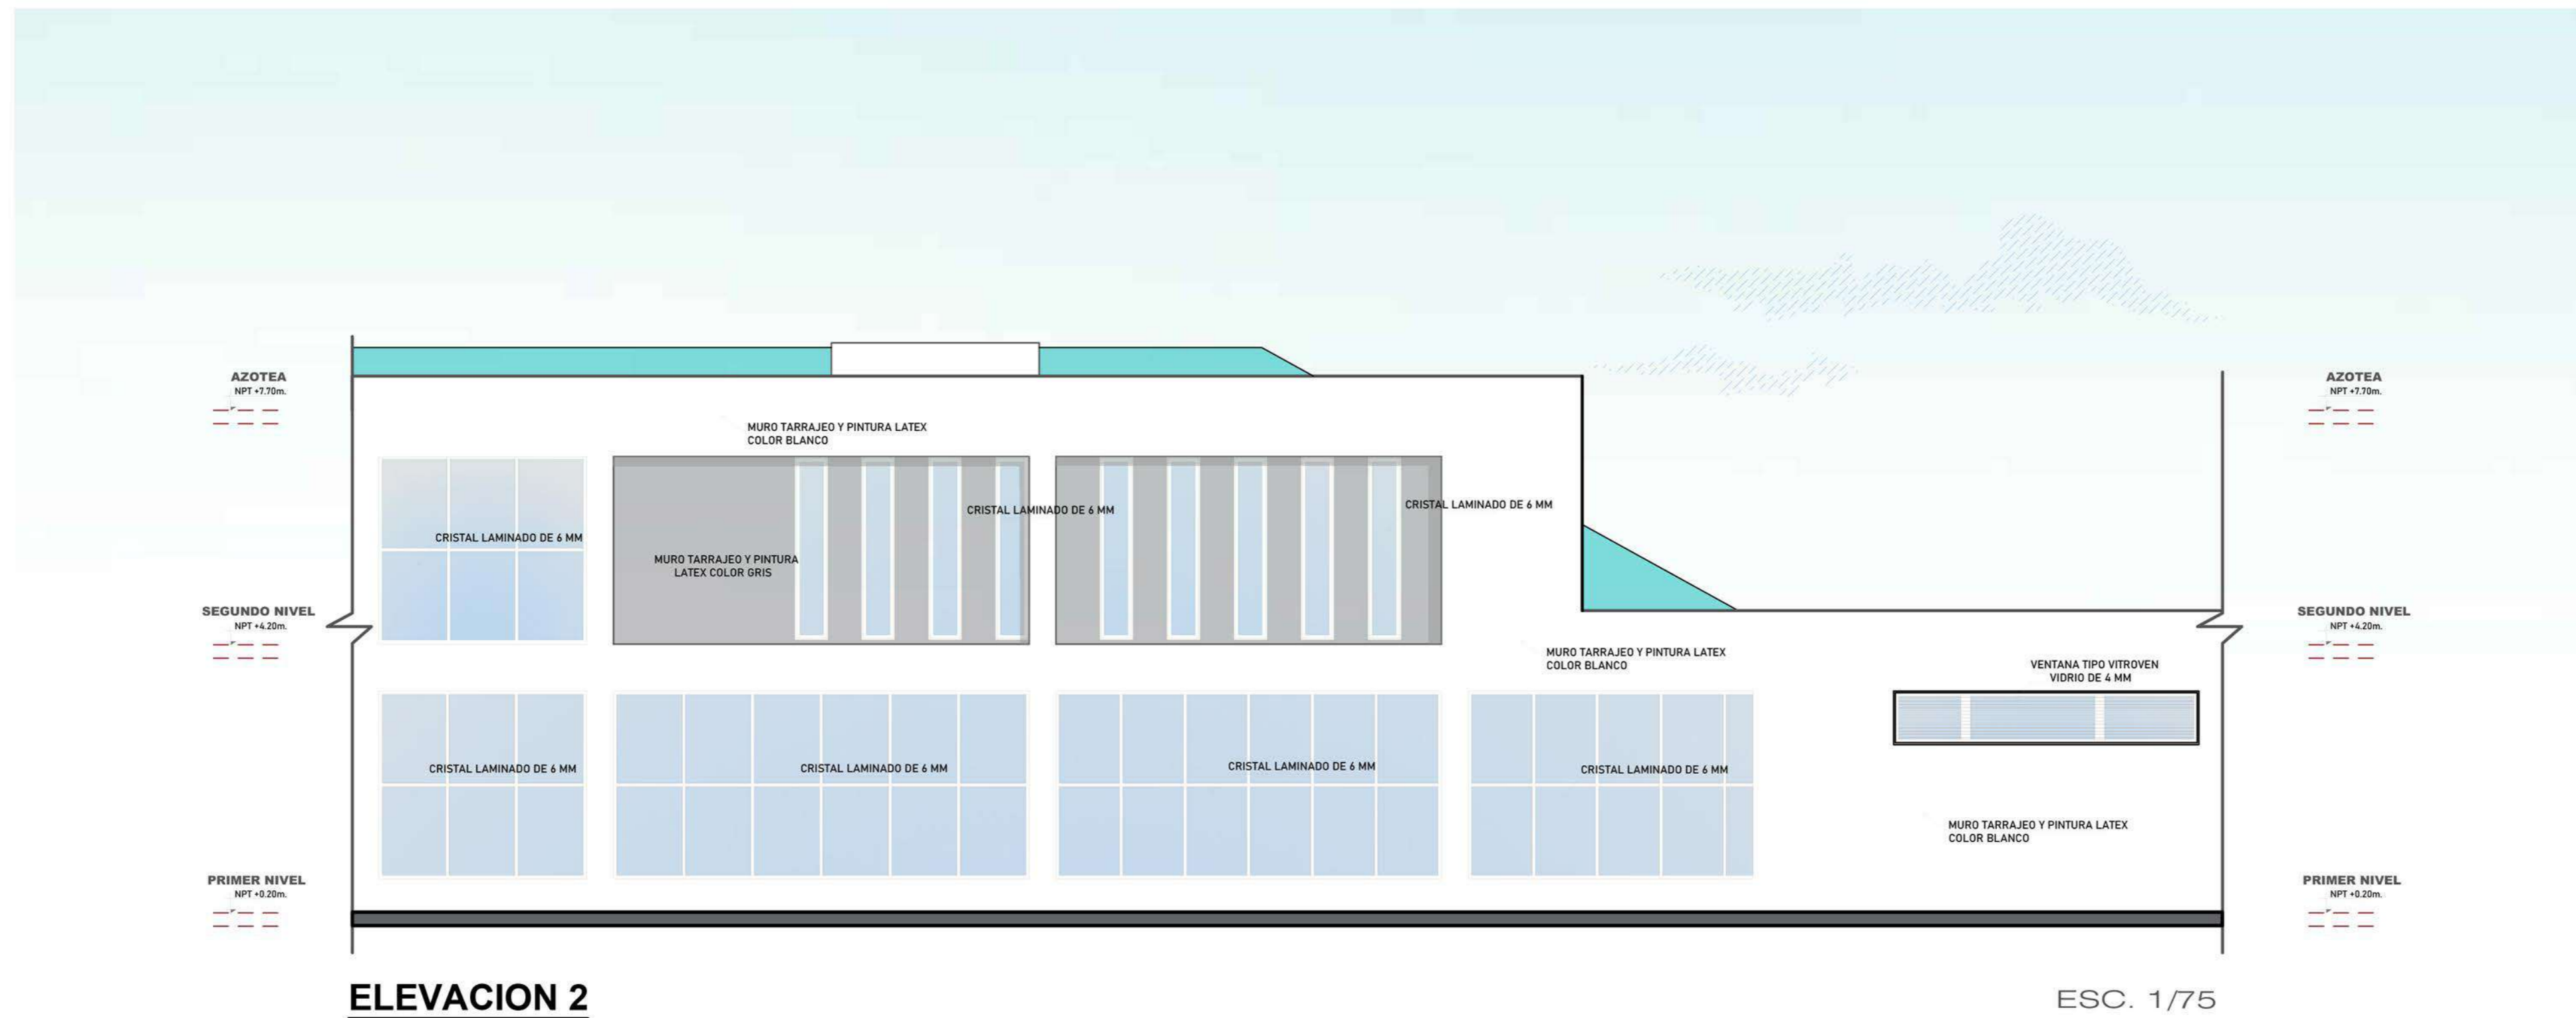 AZOTEA
NPT +7.70m.
AZOTEA
NPT +7.70m.
MURO TARRAJEO Y PINTURA LATEX
COLOR BLANCO
CRISTAL LAMINADO DE 6 MM
CRISTAL LAMINADO DE 6 MM
CRISTAL LAMINADO DE 6 MM
MURO TARRAJEO Y PINTURA
LATEX COLOR GRIS
SEGUNDO NIVEL
NPT +4.20m.
SEGUNDO NIVEL
NPT +4.20m.
MURO TARRAJEO Y PINTURA LATEX
COLOR BLANCO
VENTANA TIPO VITROVEN
VIDRIO DE 4 MM
CRISTAL LAMINADO DE 6 MM
CRISTAL LAMINADO DE 6 MM
CRISTAL LAMINADO DE 6 MM
CRISTAL LAMINADO DE 6 MM
MURO TARRAJEO Y PINTURA LATEX
COLOR BLANCO
PRIMER NIVEL
NPT +0.20m.
PRIMER NIVEL
NPT +0.20m.
ELEVACION 2
ESC. 1/75